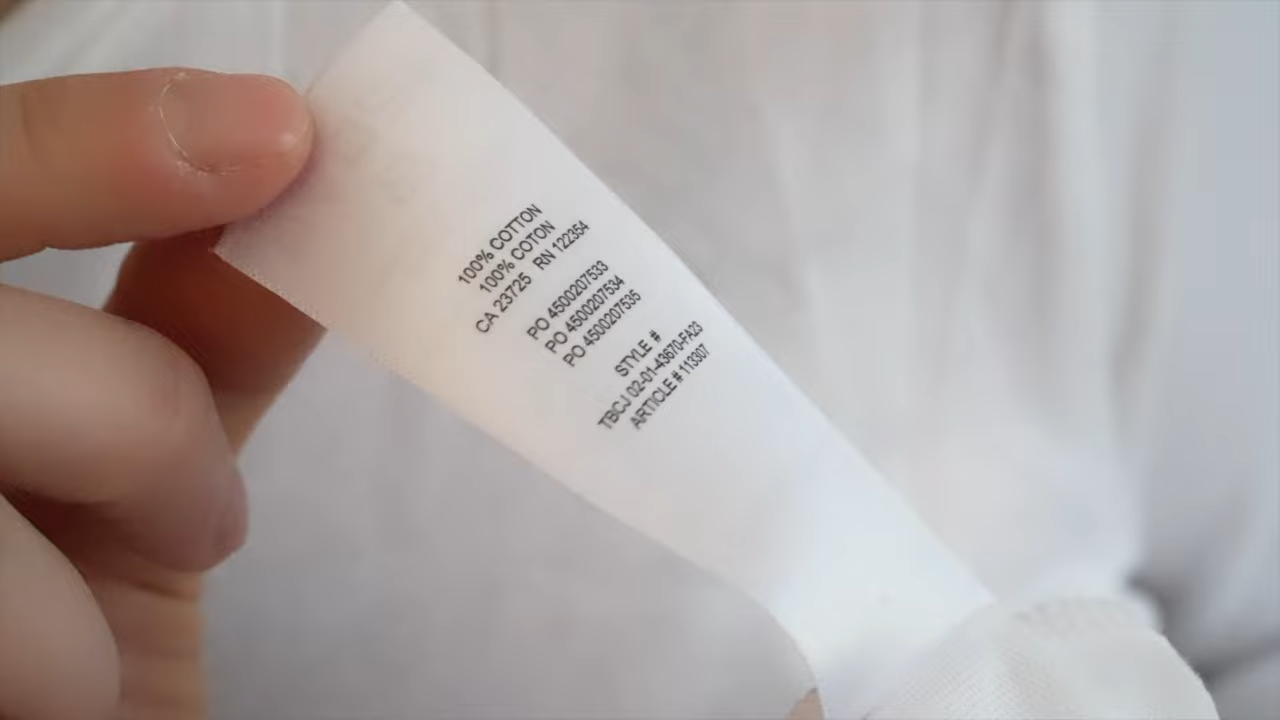 100% COTTON
100% COTON
CA 23725 RN 122354
PO 4500207533
PO 4500207534
PO 4500207535
STYLE #
TBCJ 02-01-43670-FA23
ARTICLE # 113307